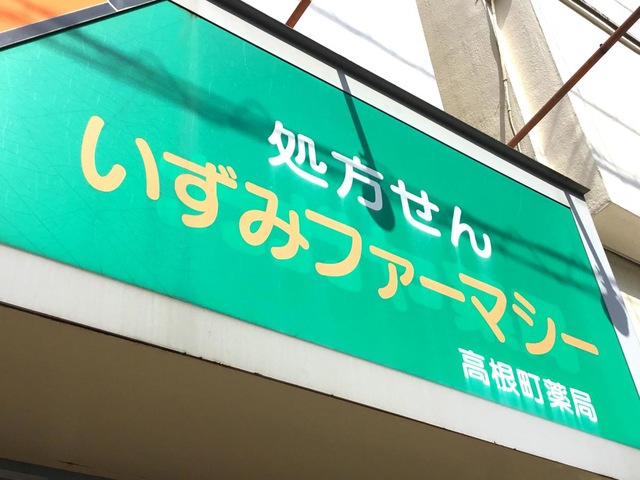 処方せん
いずみファーマシー
高根町薬局